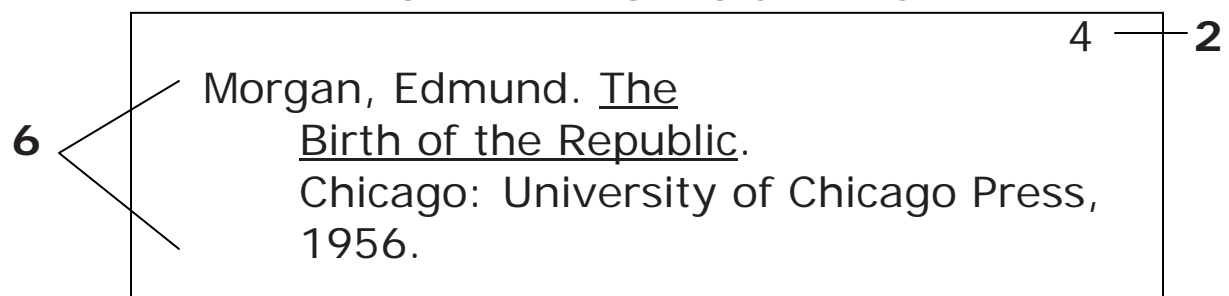 4 2
Morgan, Edmund. The
6 Birth of the Republic.
Chicago: University of Chicago Press,
1956.